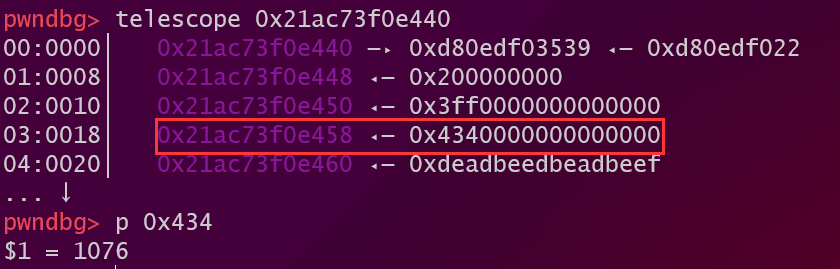 pwndbg> telescope 0x21ac73f0e440
00:0000│ 0x21ac73f0e440 —▸ 0xd80edf03539 ◂— 0xd80edf022
01:0008│ 0x21ac73f0e448 ◂— 0x200000000
02:0010│ 0x21ac73f0e450 ◂— 0x3ff0000000000000
03:0018│ 0x21ac73f0e458 ◂— 0x4340000000000000
04:0020│ 0x21ac73f0e460 ◂— 0xdeadbeedbeadbeef
... ↓
pwndbg> p 0x434
$1 = 1076